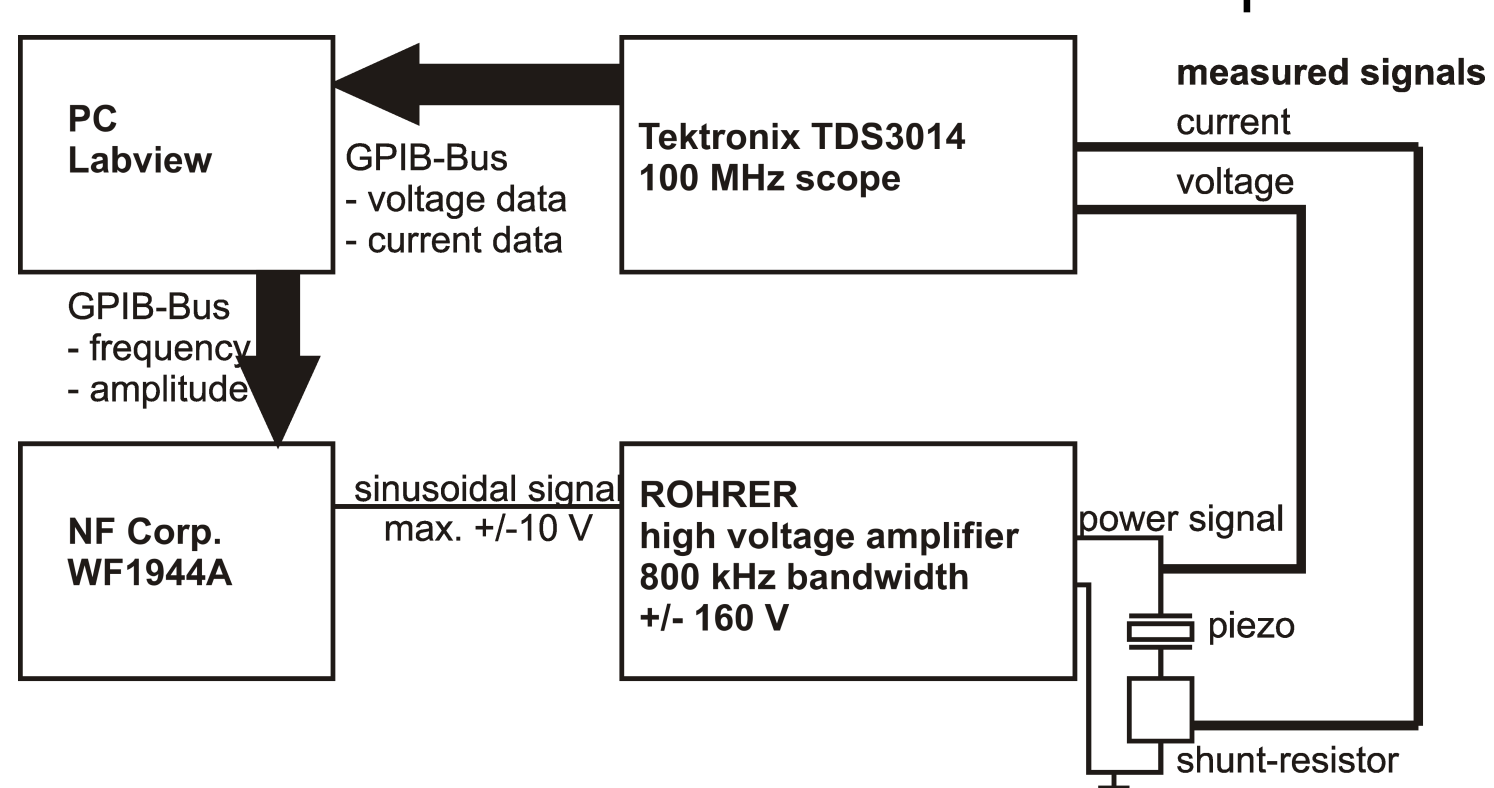 PC
Labview
GPIB-Bus
- voltage data
- current data
Tektronix TDS3014
100 MHz scope
measured signals
current
voltage
GPIB-Bus
- frequency
- amplitude
NF Corp.
WF1944A
sinusoidal signal
max. +/-10 V
ROHRER
high voltage amplifier
800 kHz bandwidth
+/- 160 V
power signal
piezo
shunt-resistor